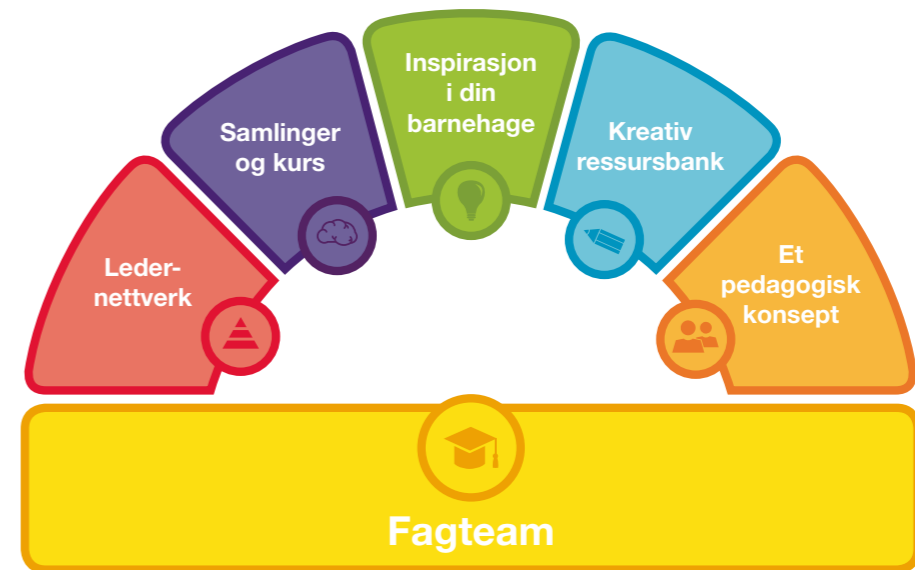 Leder-
nettverk
Samlinger
og kurs
Inspirasjon
i din
barnehage
Kreativ
ressursbank
Et
pedagogisk
konsept
Fagteam